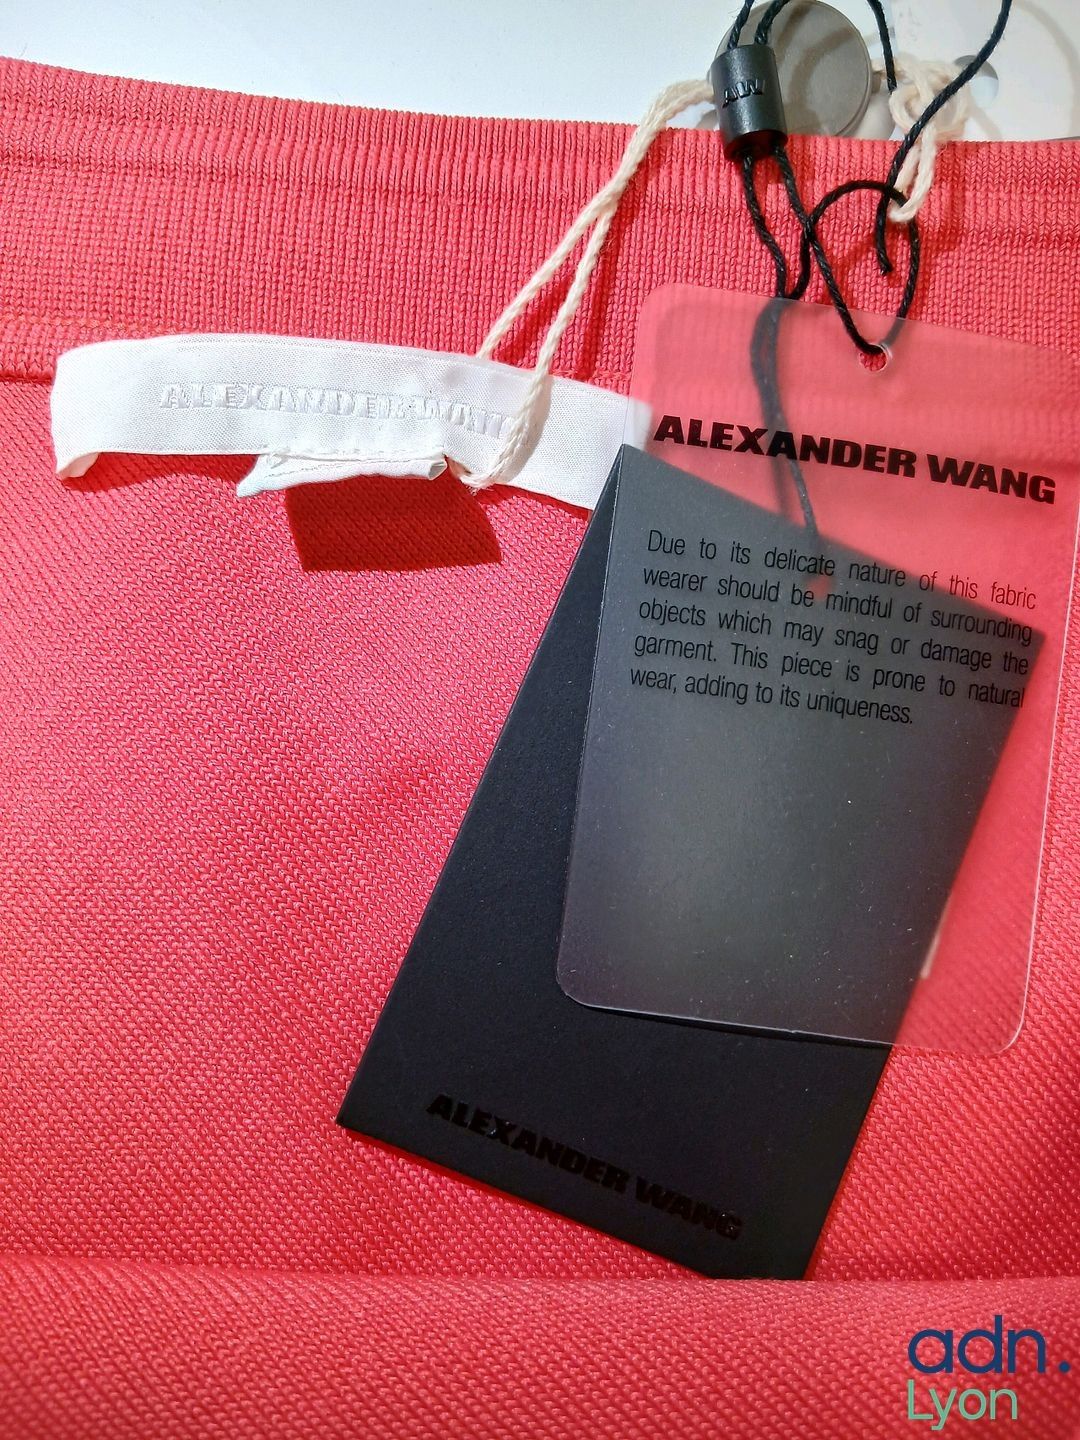 AW
ALEXANDER WANG
ALEXANDER WANG
Due to its delicate nature of this fabric
wearer should be mindful of surrounding
objects which may snag or damage the
garment. This piece is prone to natural
wear, adding to its uniqueness.
ALEXANDER WANG
adn.
Lyon